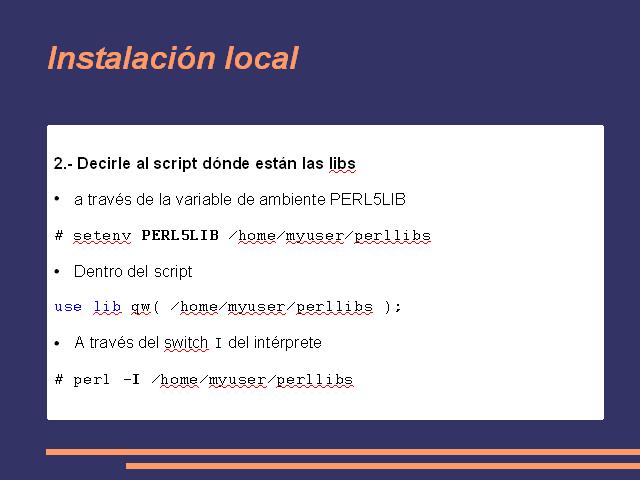 Instalación local
2.- Decirle al script dónde están las libs
• a través de la variable de ambiente PERL5LIB
# setenv PERL5LIB /home/myuser/perllibs
• Dentro del script
use lib qw( /home/myuser/perllibs );
• A través del switch I del intérprete
# perl -I /home/myuser/perllibs